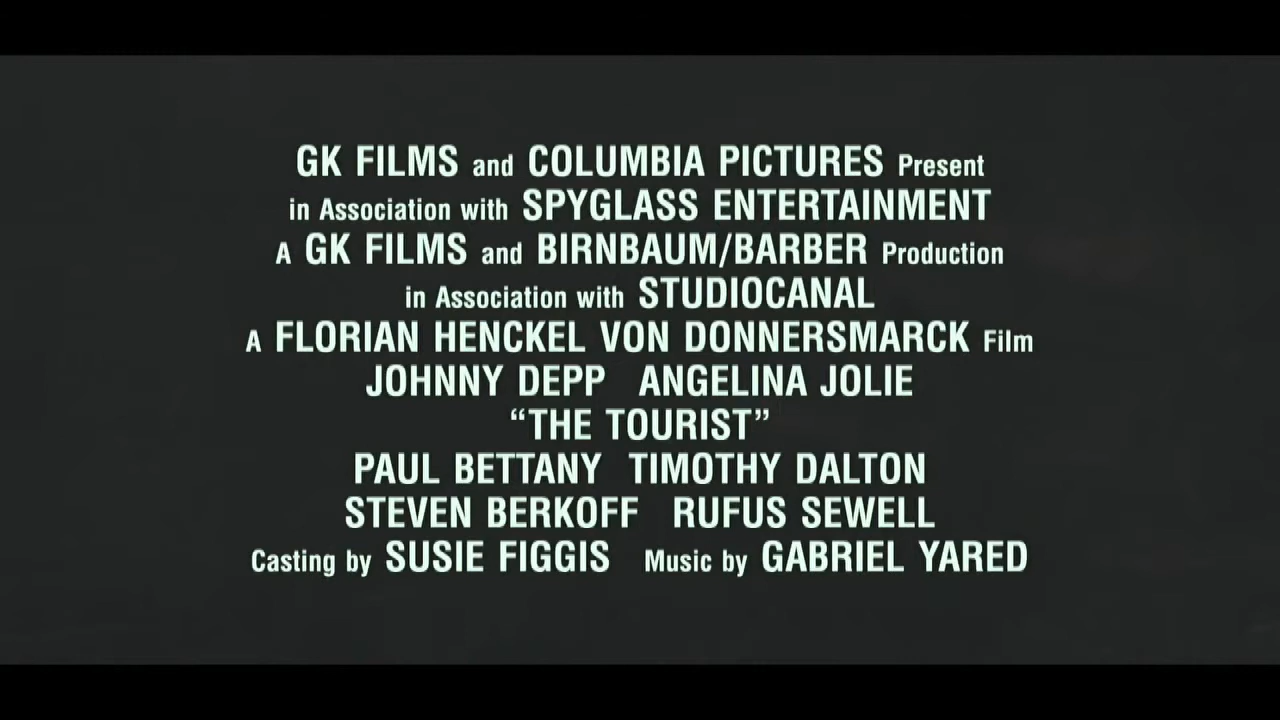 GK FILMS and COLUMBIA PICTURES Present
in Association with SPYGLASS ENTERTAINMENT
A GK FILMS and BIRNBAUM/BARBER Production
in Association with STUDIOCANAL
A FLORIAN HENCKEL VON DONNERSMARCK Film
JOHNNY DEPP ANGELINA JOLIE
“THE TOURIST”
PAUL BETTANY TIMOTHY DALTON
STEVEN BERKOFF RUFUS SEWELL
Casting by SUSIE FIGGIS Music by GABRIEL YARED